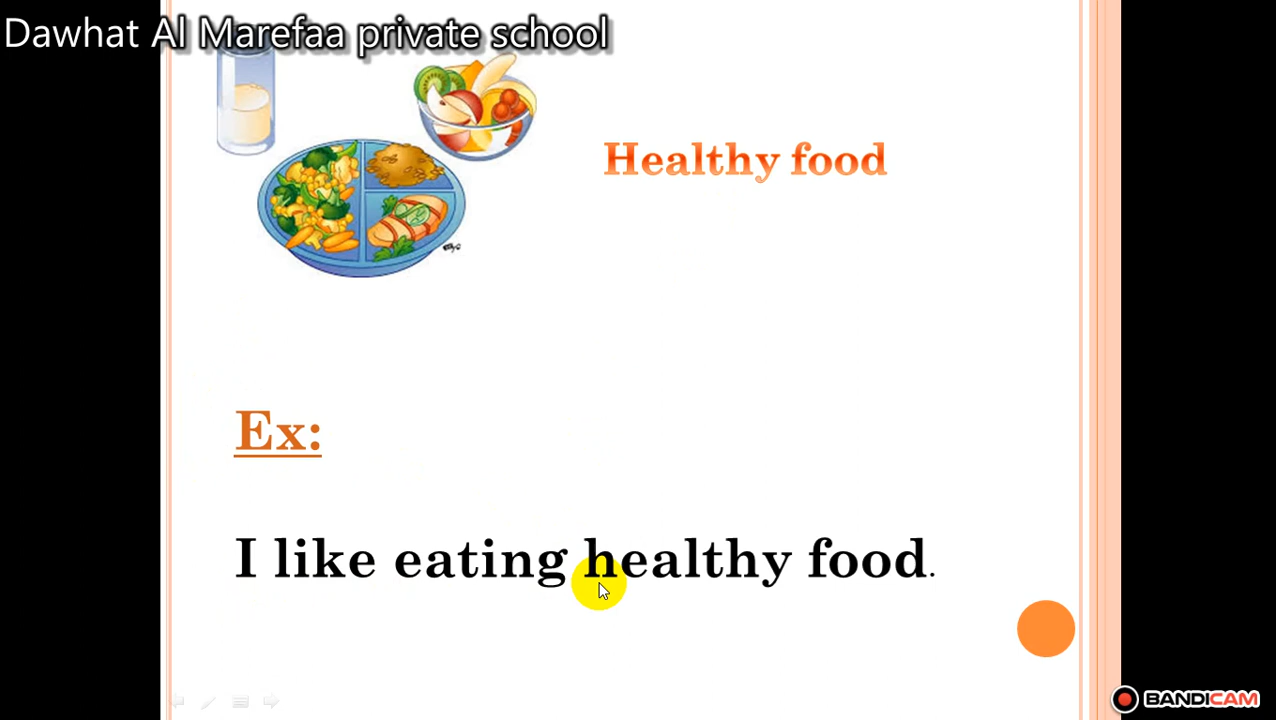 Dawhat Al Marefaa private school
Healthy food
Ex:
I like eating healthy food.
BANDICAM